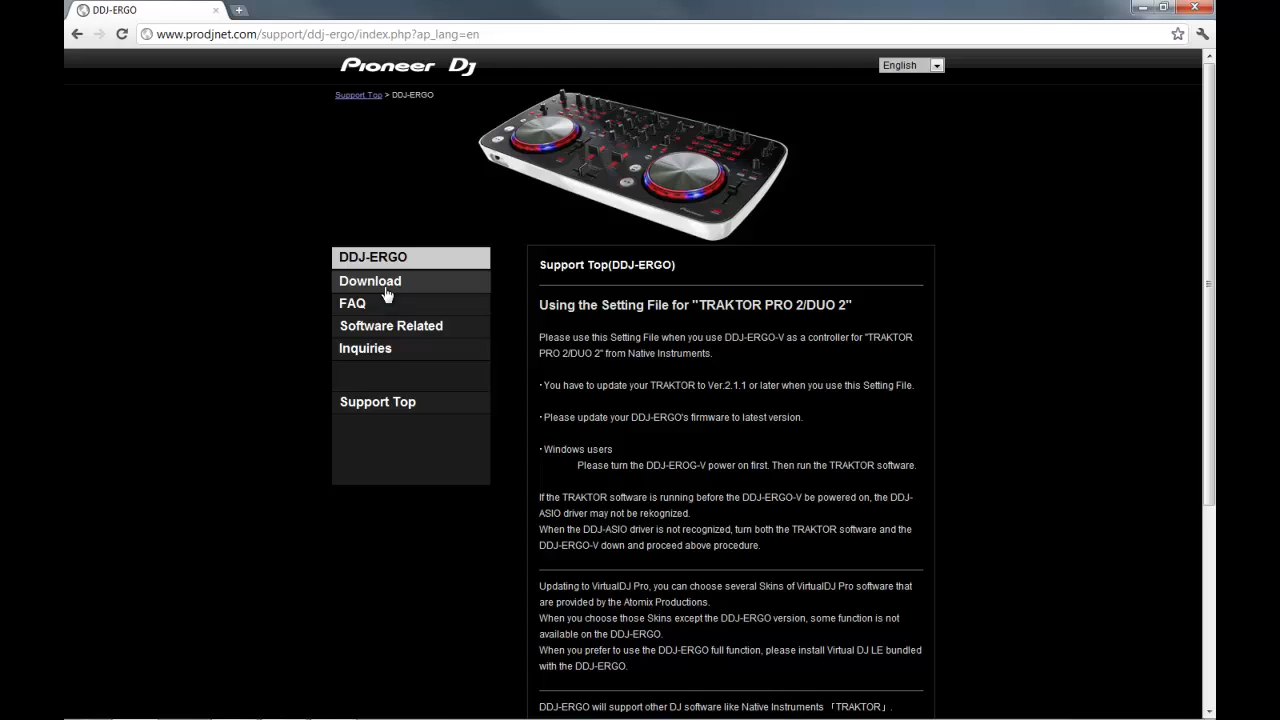 DDJ-ERGO
www.prodjnet.com/support/ddj-ergo/index.php?ap_lang=en
Pioneer Dj
English
Support Top > DDJ-ERGO
DDJ-ERGO
Download
FAQ
Software Related
Inquiries
Support Top
Support Top(DDJ-ERGO)
Using the Setting File for "TRAKTOR PRO 2/DUO 2"
Please use this Setting File when you use DDJ-ERGO-V as a controller for "TRAKTOR
PRO 2/DUO 2" from Native Instruments.
・You have to update your TRAKTOR to Ver.2.1.1 or later when you use this Setting File.
・Please update your DDJ-ERGO's firmware to latest version.
・Windows users
Please turn the DDJ-EROG-V power on first. Then run the TRAKTOR software.
If the TRAKTOR software is running before the DDJ-ERGO-V be powered on, the DDJ-
ASIO driver may not be rekognized.
When the DDJ-ASIO driver is not recognized, turn both the TRAKTOR software and the
DDJ-ERGO-V down and proceed above procedure.
Updating to VirtualDJ Pro, you can choose several Skins of VirtualDJ Pro software that
are provided by the Atomix Productions.
When you choose those Skins except the DDJ-ERGO version, some function is not
available on the DDJ-ERGO.
When you prefer to use the DDJ-ERGO full function, please install Virtual DJ LE bundled
with the DDJ-ERGO.
DDJ-ERGO will support other DJ software like Native Instruments 「TRAKTOR」.